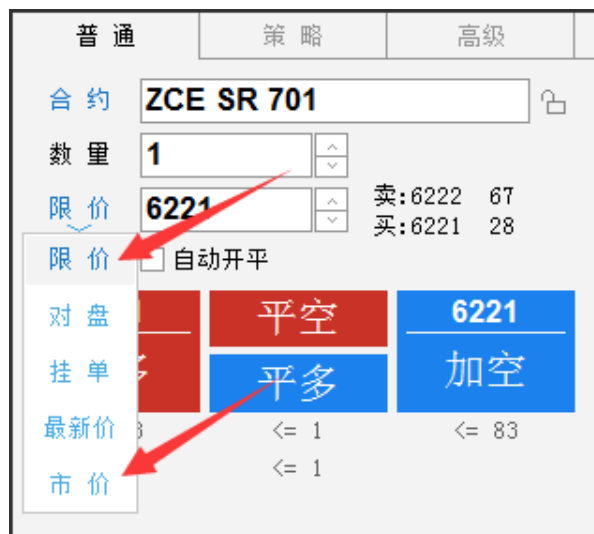 普通 策略 高级
合约 ZCE SR 701
数量 1
限价 6221 卖:6222 67
买:6221 28
限价 自动开平
对盘
挂单
最新价
市价
平空 6221
平多 加空
<= 1 <= 83
<= 1